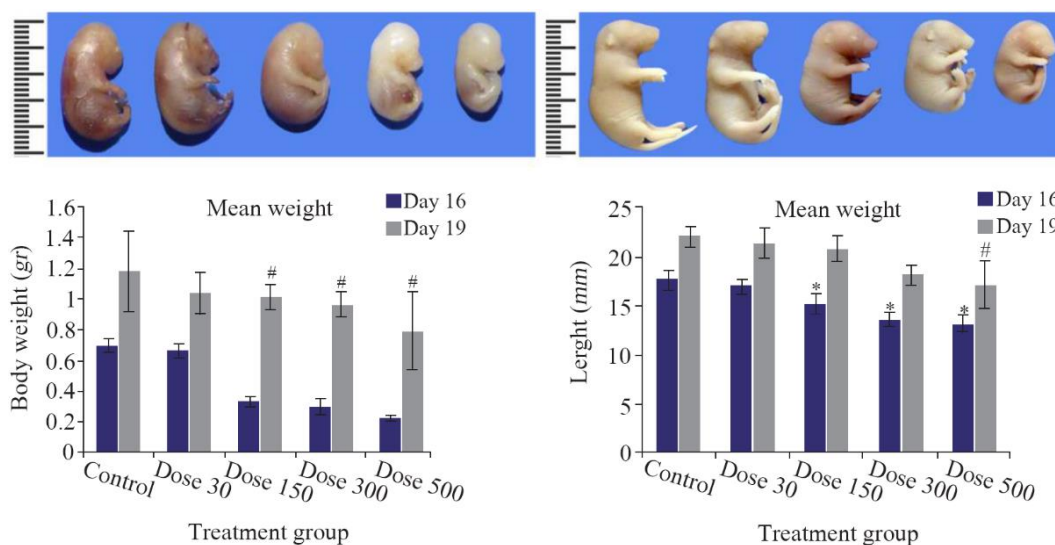 Mean weight
Day 16
Day 19
1.6
1.4
1.2
1
0.8
0.6
0.4
0.2
0
Body weight (gr)
#
#
#
Control
Dose 30
Dose 150
Dose 300
Dose 500
Treatment group
Mean weight
Day 16
Day 19
25
20
15
10
5
0
Lerght (mm)
*
*
*
#
Control
Dose 30
Dose 150
Dose 300
Dose 500
Treatment group